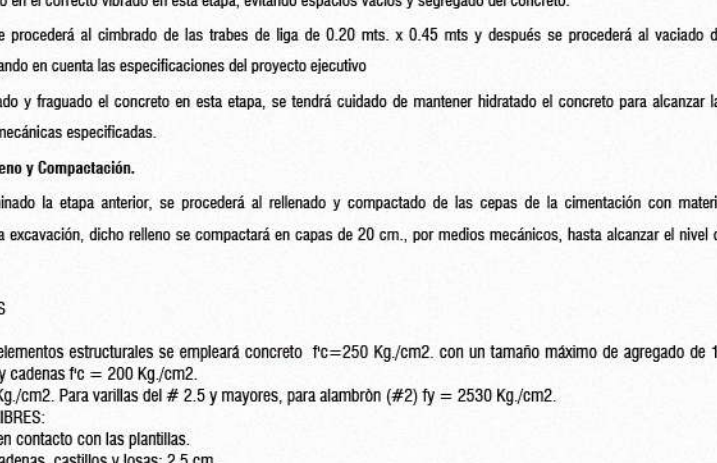 en el correcto vibrado en esta etapa, evitando espacios vacíos y segregado del concreto.
procederá al cimbrado de las trabes de liga de 0.20 mts. x 0.45 mts y después se procederá al vaciado
en cuenta las especificaciones del proyecto ejecutivo
y fraguado el concreto en esta etapa, se tendrá cuidado de mantener hidratado el concreto para alcanzar
mecánicas especificadas.
y Compactación.
la etapa anterior, se procederá al rellenado y compactado de las cepas de la cimentación con
excavación, dicho relleno se compactará en capas de 20 cm., por medios mecánicos, hasta alcanzar el nivel
S
elementos estructurales se empleará concreto f'c=250 Kg./cm2. con un tamaño máximo de agregado de 1
y cadenas f'c = 200 Kg./cm2.
Kg./cm2. Para varillas del # 2.5 y mayores, para alambròn (#2) fy = 2530 Kg./cm2.
IBRES:
en contacto con las plantillas.
castillos y losas: 2.5 cm